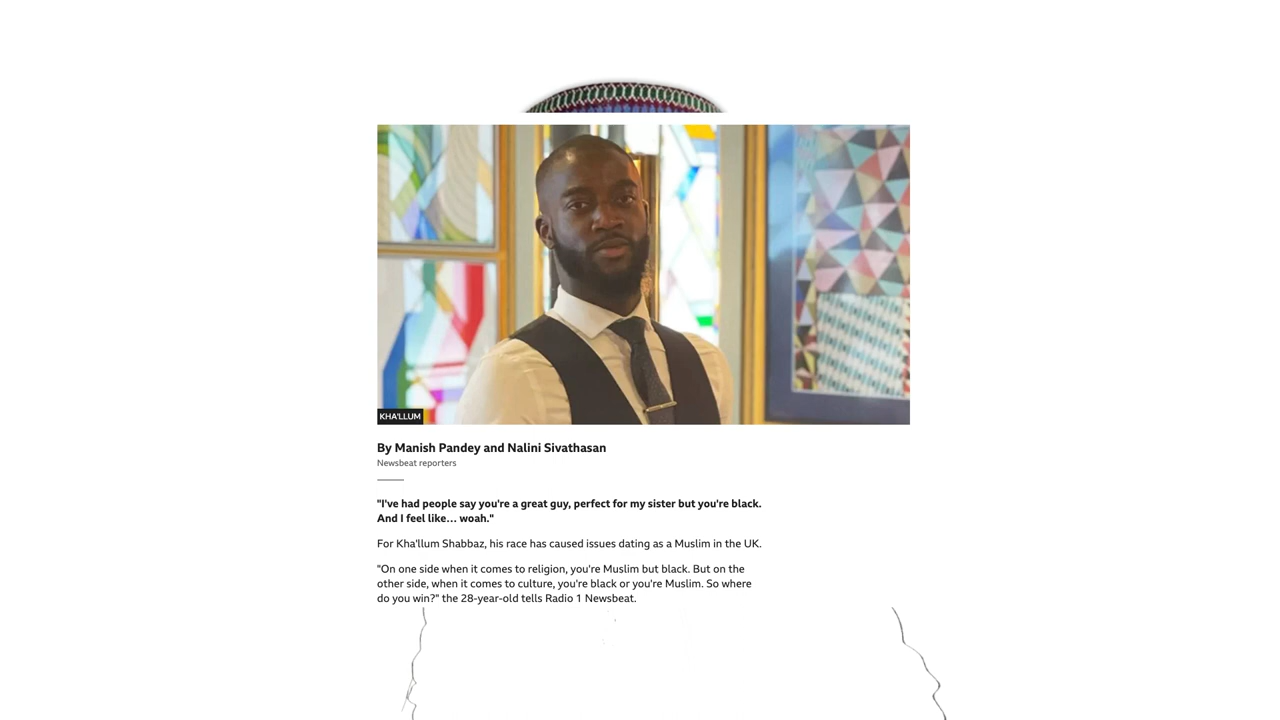 KHA'LLUM
By Manish Pandey and Nalini Sivathasan
Newsbeat reporters
"I've had people say you're a great guy, perfect for my sister but you're black.
And I feel like... woah."
For Kha'llum Shabbaz, his race has caused issues dating as a Muslim in the UK.
"On one side when it comes to religion, you're Muslim but black. But on the
other side, when it comes to culture, you're black or you're Muslim. So where
do you win?" the 28-year-old tells Radio 1 Newsbeat.